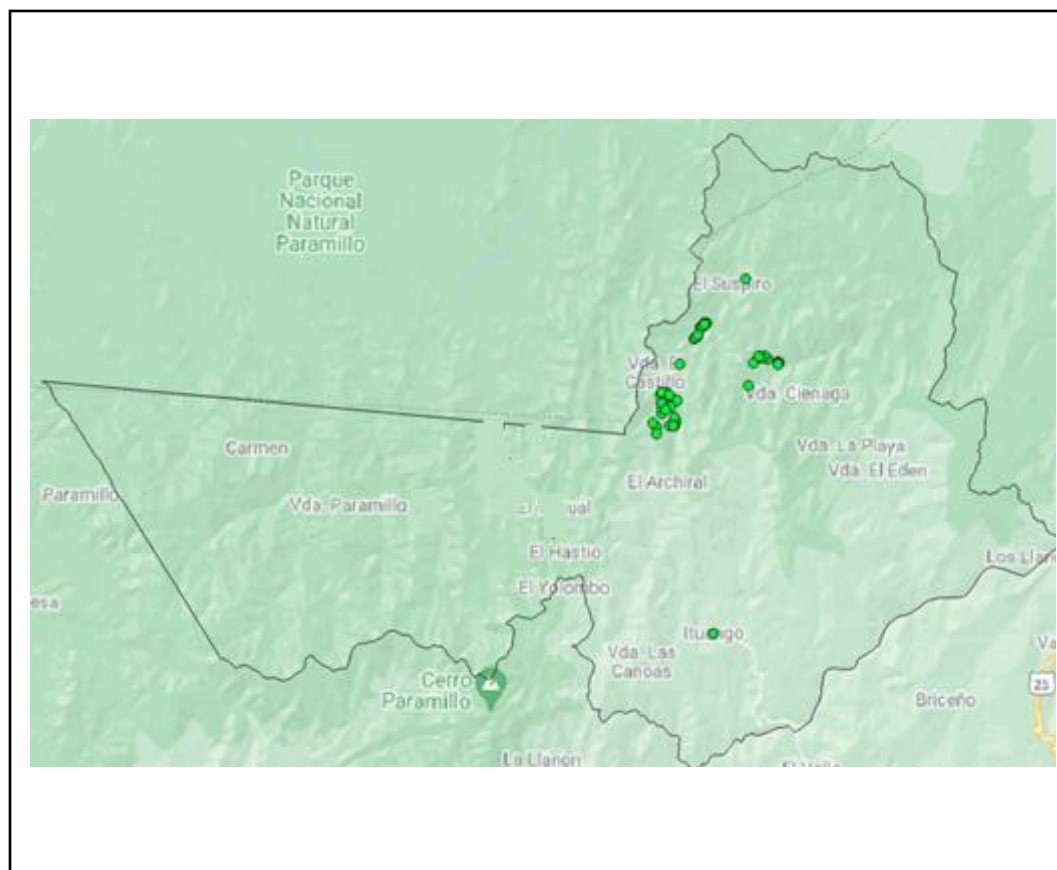 Parque
Nacional
Natural
Paramillo
El Suspiro
Vda.
Castillo
Vda. Cienaga
Carmen
Vda. La Playa
Vda. El Eden
El Archiral
Paramillo
Vda. Paramillo
El
El Hastio
Los
El Yolombo
Vda. Las
Canoas
Cerro
Paramillo
25
Briceño
La Llanon